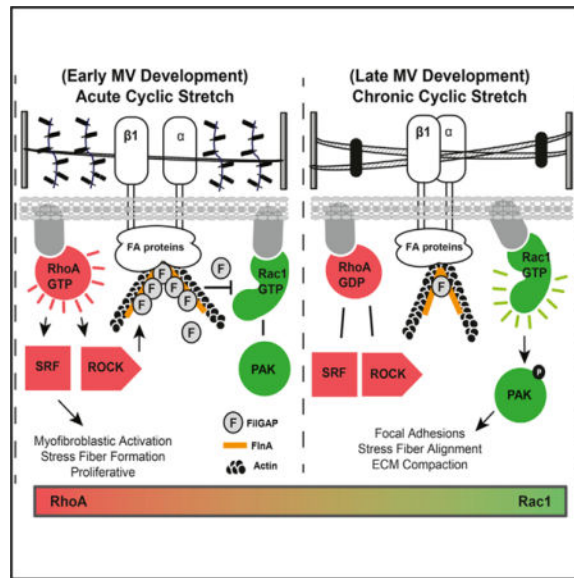 (Early MV Development)
Acute Cyclic Stretch
β1
α
FA proteins
RhoA
GTP
F
F
F
F
F
F
F
Rac1
GTP
SRF
ROCK
PAK
Myofibroblastic Activation
Stress Fiber Formation
Proliferative
F
FilGAP
FlnA
Actin
(Late MV Development)
Chronic Cyclic Stretch
β1
α
FA proteins
RhoA
GDP
F
Rac1
GTP
SRF
ROCK
P
PAK
Focal Adhesions
Stress Fiber Alignment
ECM Compaction
RhoA
Rac1